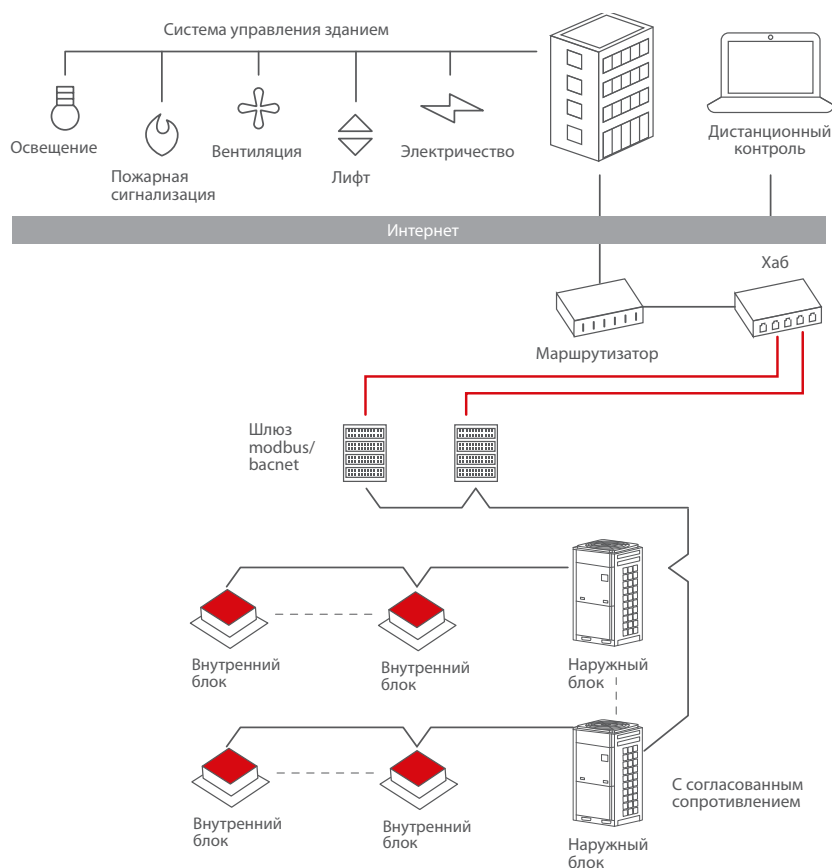 Система управления зданием
Освещение
Пожарная
сигнализация
Вентиляция
Лифт
Электричество
Дистанционный
контроль
Интернет
Хаб
Маршрутизатор
Шлюз
modbus/
bacnet
Внутренний
блок
Внутренний
блок
Наружный
блок
Внутренний
блок
Внутренний
блок
Наружный
блок
С согласованным
сопротивлением